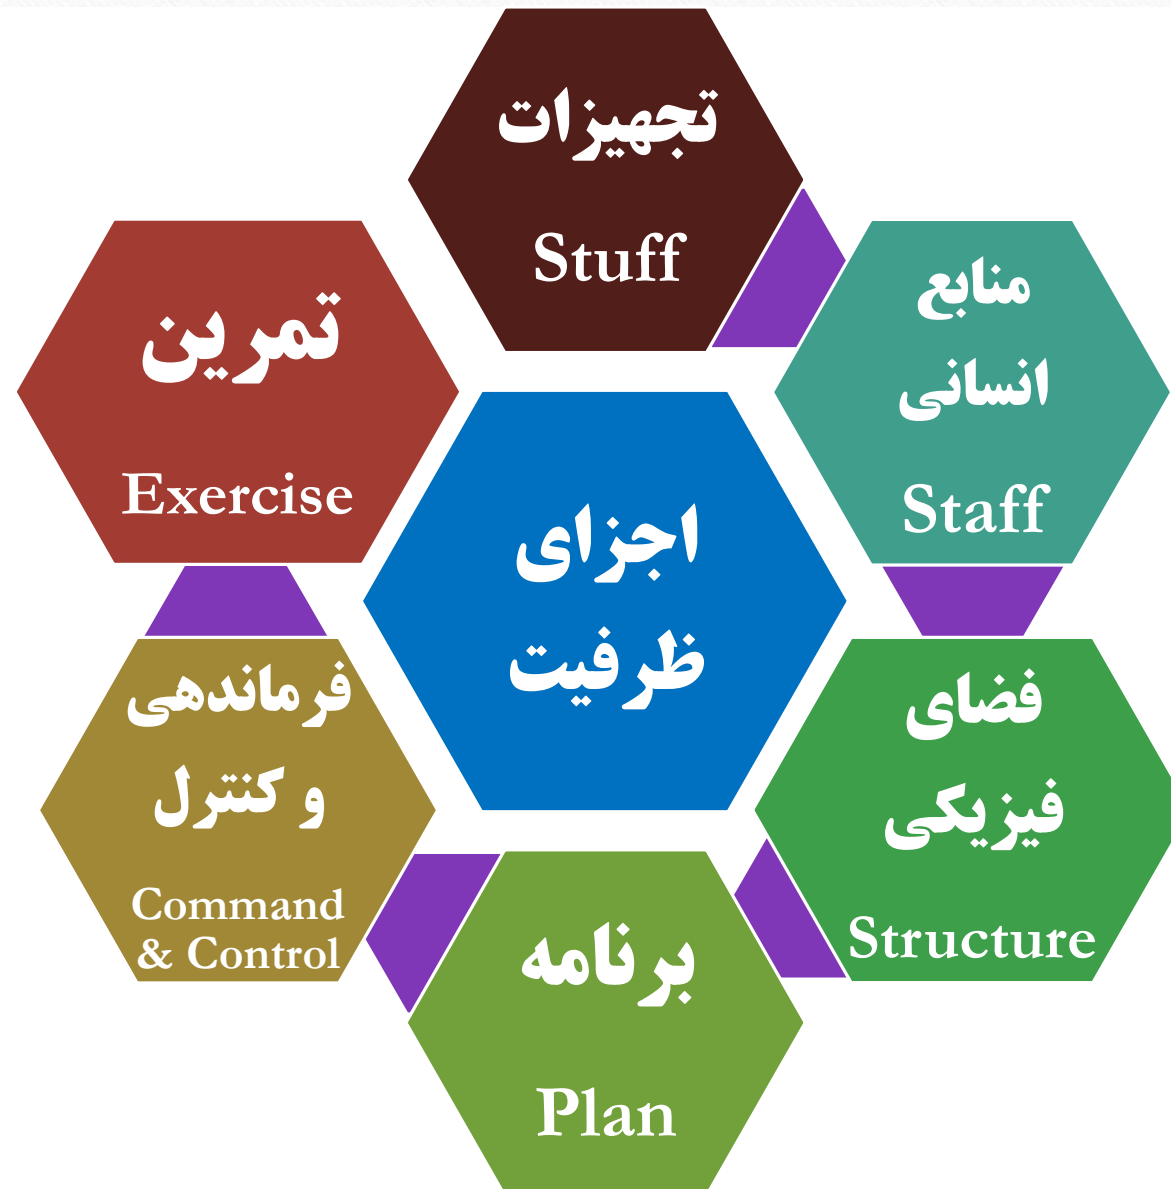 تجهیزات
Stuff
منابع
انسانی
Staff
فضای
فیزیکی
Structure
برنامه
Plan
فرماندهی
و کنترل
Command
& Control
تمرین
Exercise
اجزای
ظرفیت